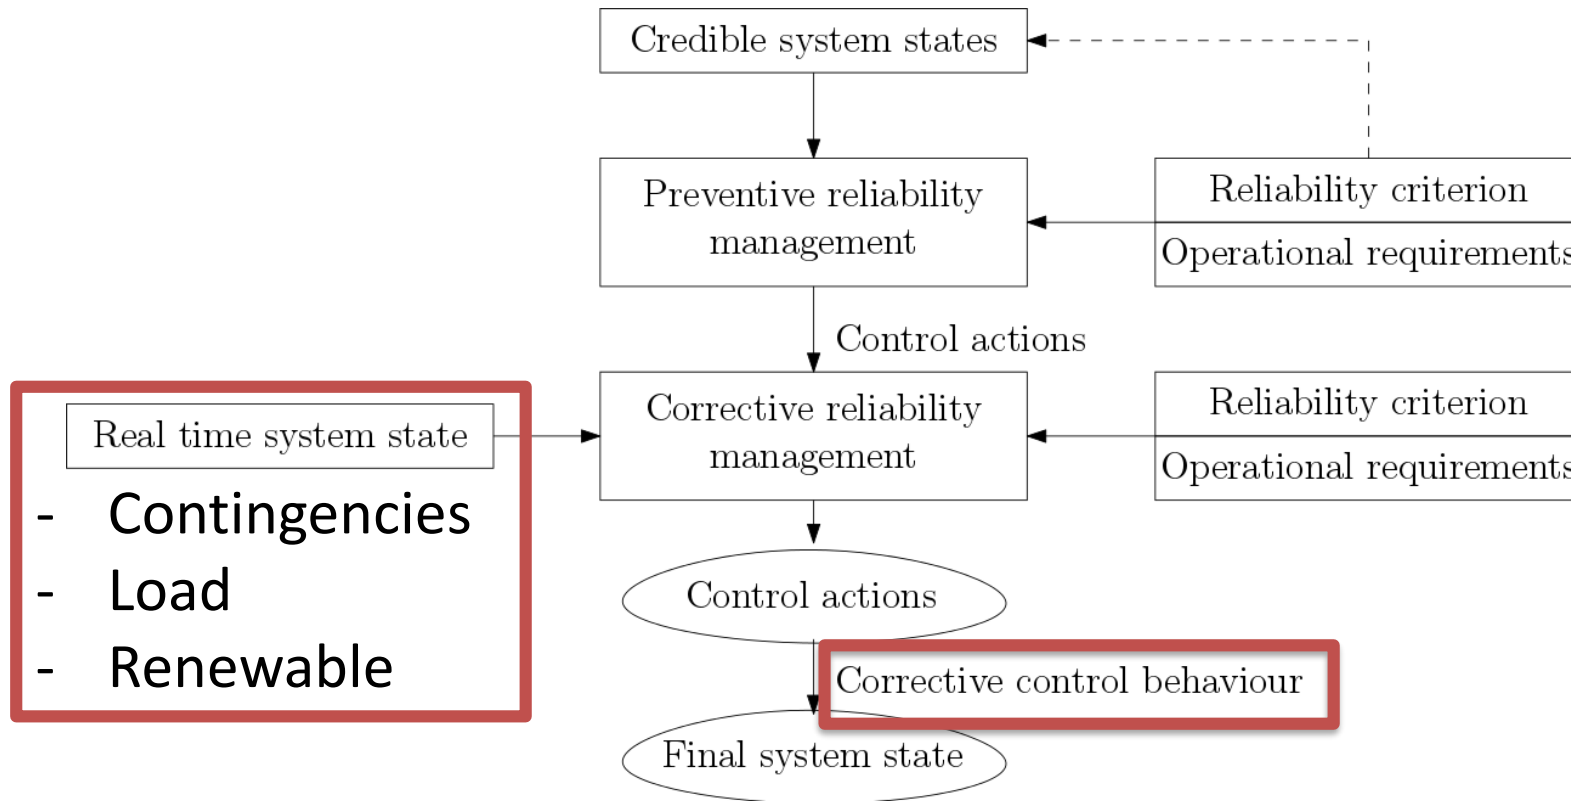 Credible system states
Preventive reliability
management
Reliability criterion
Operational requirements
Control actions
Real time system state
- Contingencies
- Load
- Renewable
Corrective reliability
management
Reliability criterion
Operational requirements
Control actions
Corrective control behaviour
Final system state